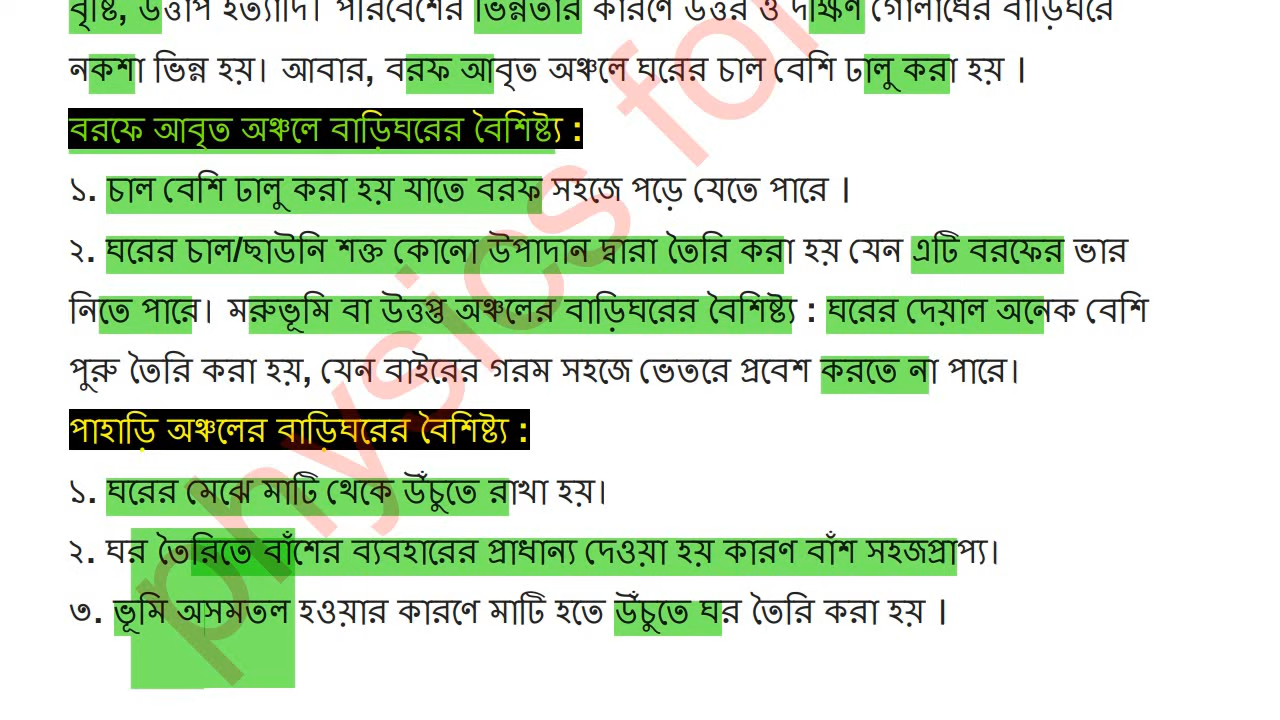 বৃষ্টি, উত্তাপ ইত্যাদি। পরিবেশের ভিন্নতার কারণে উত্তর ও দক্ষিণ গোলার্ধের বাড়িঘরে
নকশা ভিন্ন হয়। আবার, বরফ আবৃত অঞ্চলে ঘরের চাল বেশি ঢালু করা হয় ।
বরফে আবৃত অঞ্চলে বাড়িঘরের বৈশিষ্ট্য :
১. চাল বেশি ঢালু করা হয় যাতে বরফ সহজে পড়ে যেতে পারে ।
২. ঘরের চাল/ছাউনি শক্ত কোনো উপাদান দ্বারা তৈরি করা হয় যেন এটি বরফের ভার
নিতে পারে। মরুভূমি বা উত্তপ্ত অঞ্চলের বাড়িঘরের বৈশিষ্ট্য : ঘরের দেয়াল অনেক বেশি
পুরু তৈরি করা হয়, যেন বাইরের গরম সহজে ভেতরে প্রবেশ করতে না পারে।
পাহাড়ি অঞ্চলের বাড়িঘরের বৈশিষ্ট্য :
১. ঘরের মেঝে মাটি থেকে উঁচুতে রাখা হয়।
২. ঘর তৈরিতে বাঁশের ব্যবহারের প্রাধান্য দেওয়া হয় কারণ বাঁশ সহজপ্রাপ্য।
৩. ভূমি অসমতল হওয়ার কারণে মাটি হতে উঁচুতে ঘর তৈরি করা হয় ।
physics for